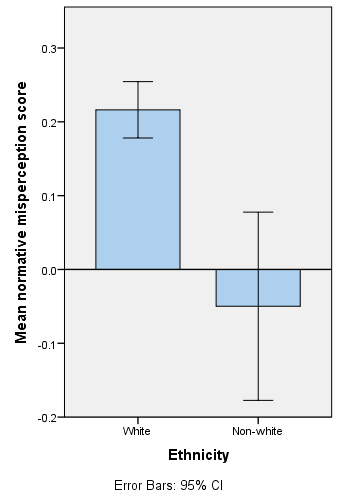 Mean normative misperception score
0.3
0.2
0.1
0.0
-0.1
-0.2
White
Non-white
Ethnicity
Error Bars: 95% CI